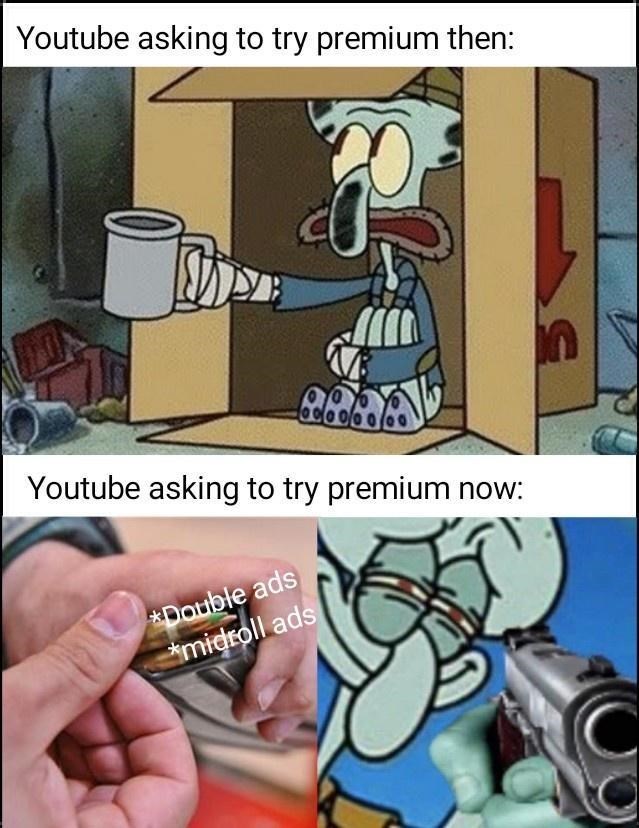 Youtube asking to try premium then:
Youtube asking to try premium now:
*Double ads
*midroll ads